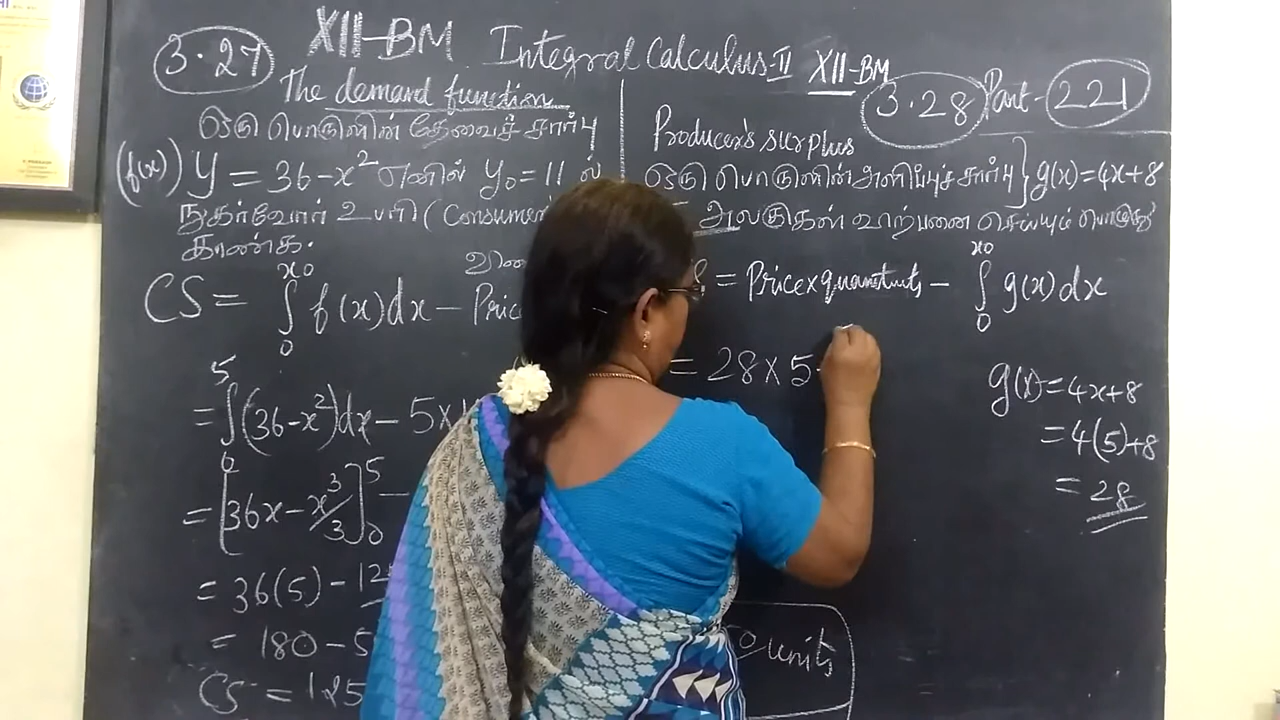 XII-BM Integral Calculus-II XII-BM
3.27
The demand function
ஒரு பொருளின் தேவைச் சார்பு
(f(x)) y = 36-x² எனில் y₀ = 11 ல்
நுகர்வோர் உபரி (Consumer
காண்க.
CS = ∫₀^x₀ f(x)dx - Price
= ∫₀^5 (36-x²)dx - 5×1
= [36x - x³/3]₀^5 -
= 36(5) - 12
= 180 - 5
CS = 125
3.28 Part-221
Producer's surplus
ஒரு பொருளின் அளிப்புச் சார்பு } g(x)=4x+8
அலகுகள் உற்பனை செய்யும் பொழுது
= Price×quantity - ∫₀^x₀ g(x)dx
= 28×5-
g(x)=4x+8
= 4(5)+8
= 28
units